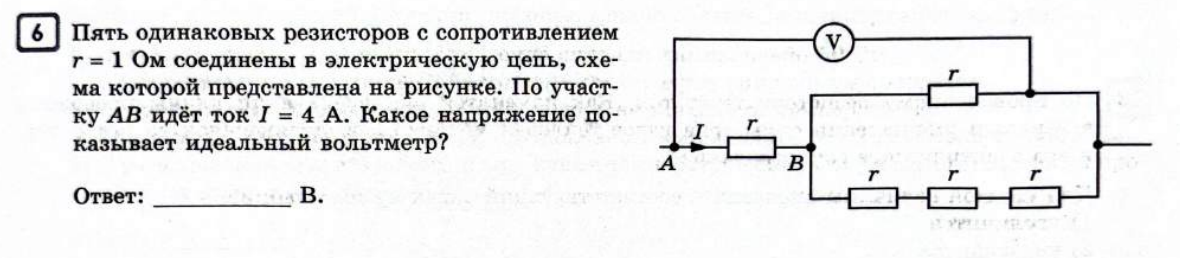 6 Пять одинаковых резисторов с сопротивлением
r = 1 Ом соединены в электрическую цепь, схе-
ма которой представлена на рисунке. По участ-
ку AB идёт ток I = 4 А. Какое напряжение по-
казывает идеальный вольтметр?
Ответ: ____________ В.
V
r
I r
A B
r r r